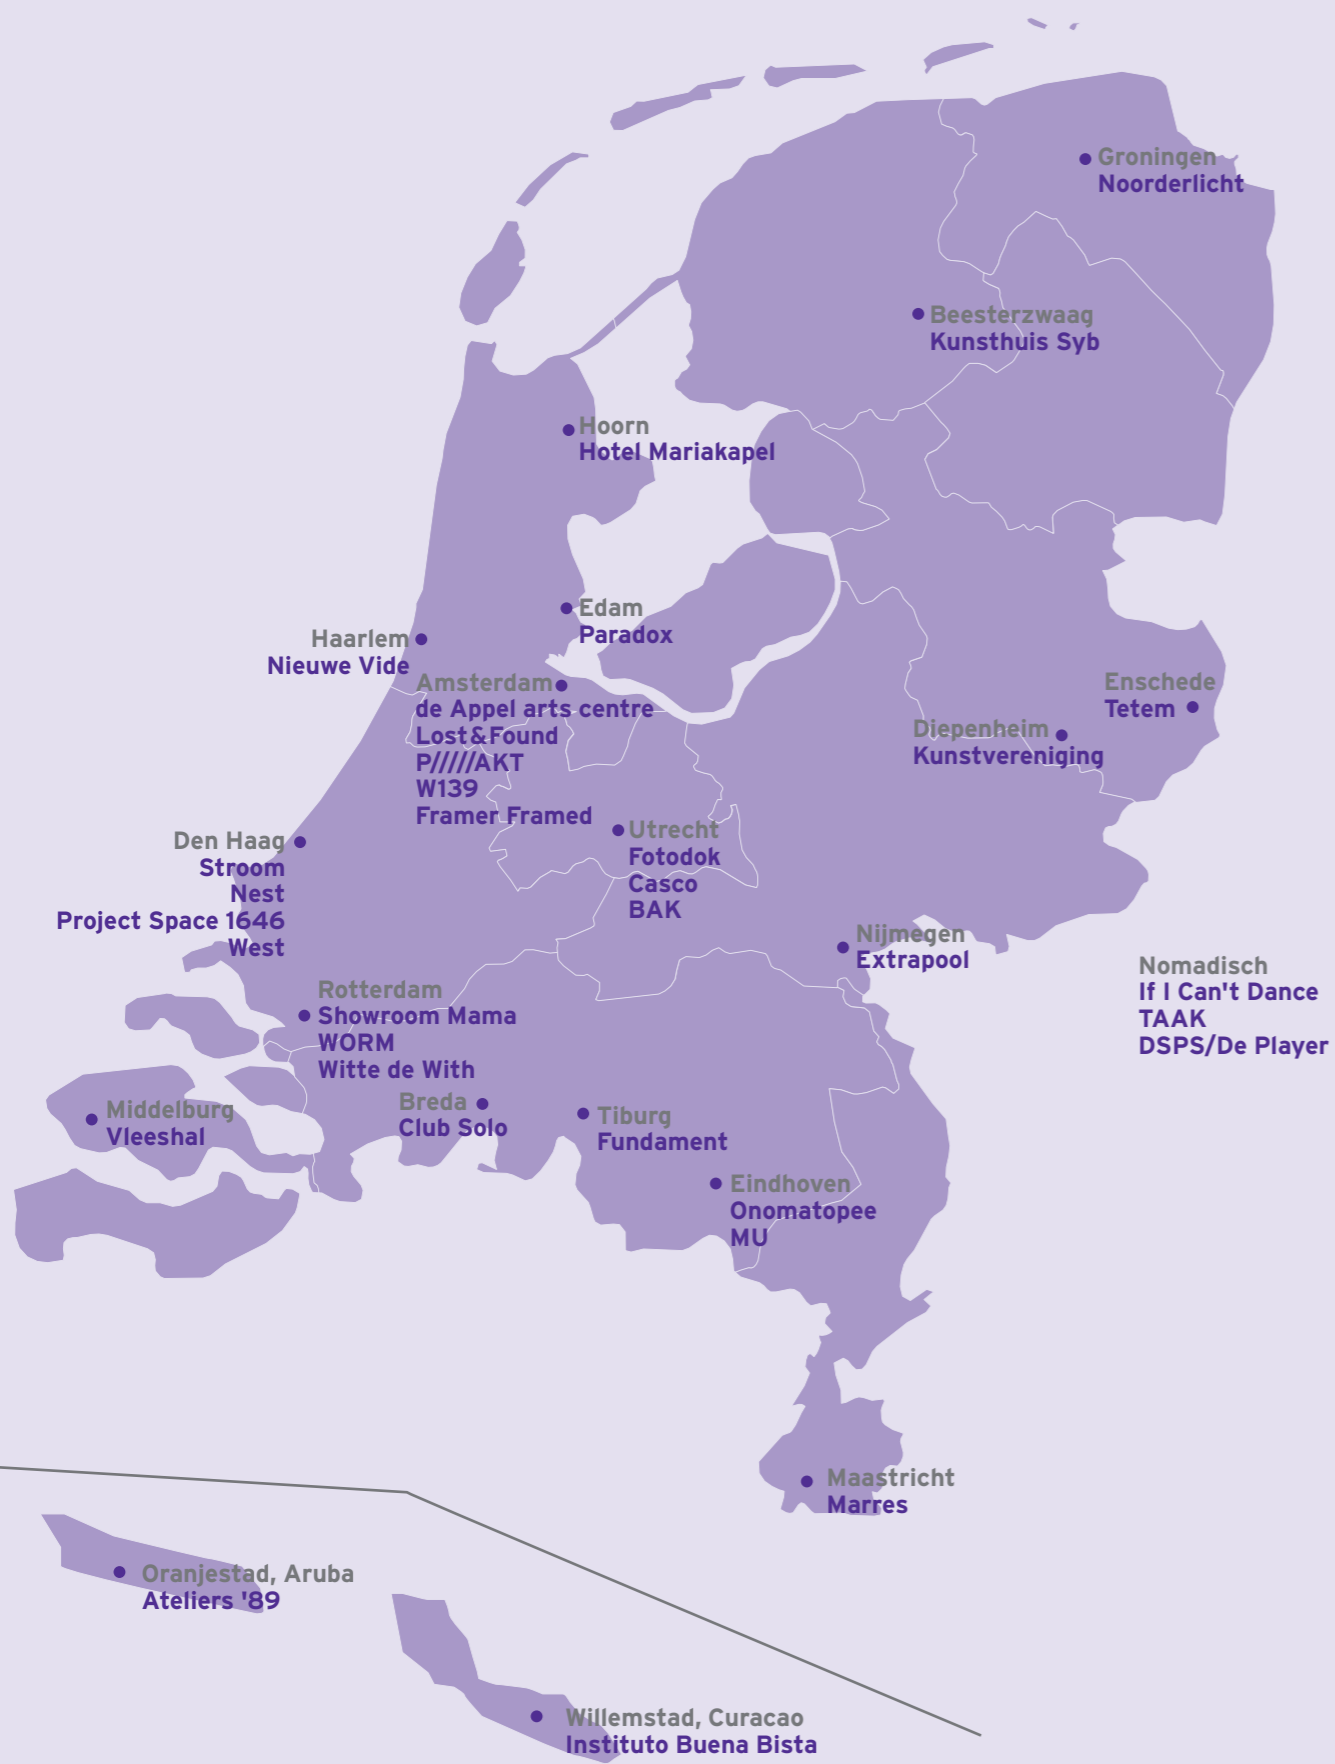 Groningen
Noorderlicht
Beesterzwaag
Kunsthuis Syb
Hoorn
Hotel Mariakapel
Edam
Paradox
Haarlem
Nieuwe Vide
Amsterdam
de Appel arts centre
Lost&Found
P/////AKT
W139
Framer Framed
Enschede
Tetem
Diepenheim
Kunstvereniging
Den Haag
Stroom
Nest
Project Space 1646
West
Utrecht
Fotodok
Casco
BAK
Nijmegen
Extrapool
Nomadisch
If I Can't Dance
TAAK
DSPS/De Player
Rotterdam
Showroom Mama
WORM
Witte de With
Middelburg
Vleeshal
Breda
Club Solo
Tiburg
Fundament
Eindhoven
Onomatopee
MU
Maastricht
Marres
Oranjestad, Aruba
Ateliers '89
Willemstad, Curacao
Instituto Buena Bista